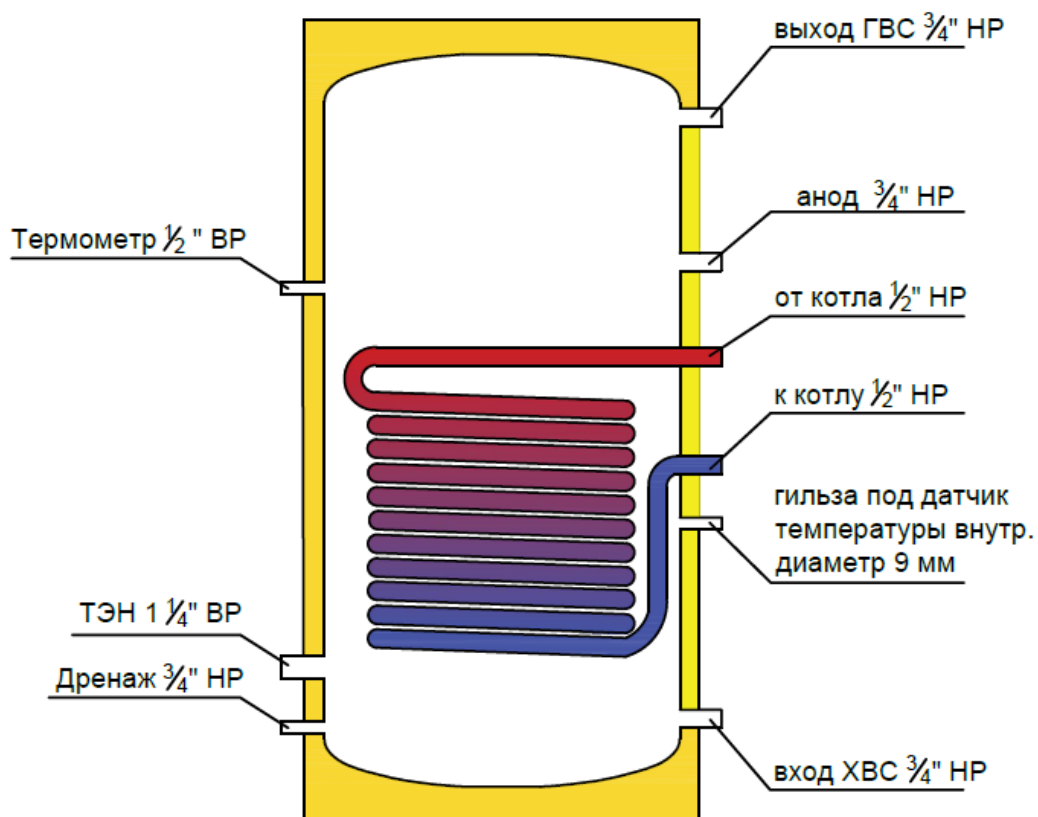 выход ГВС 3/4" НР
анод 3/4" НР
Термометр 1/2 " ВР
от котла 1/2" НР
к котлу 1/2" НР
гильза под датчик
температуры внутр.
диаметр 9 мм
ТЭН 1 1/4" ВР
Дренаж 3/4" НР
вход ХВС 3/4" НР